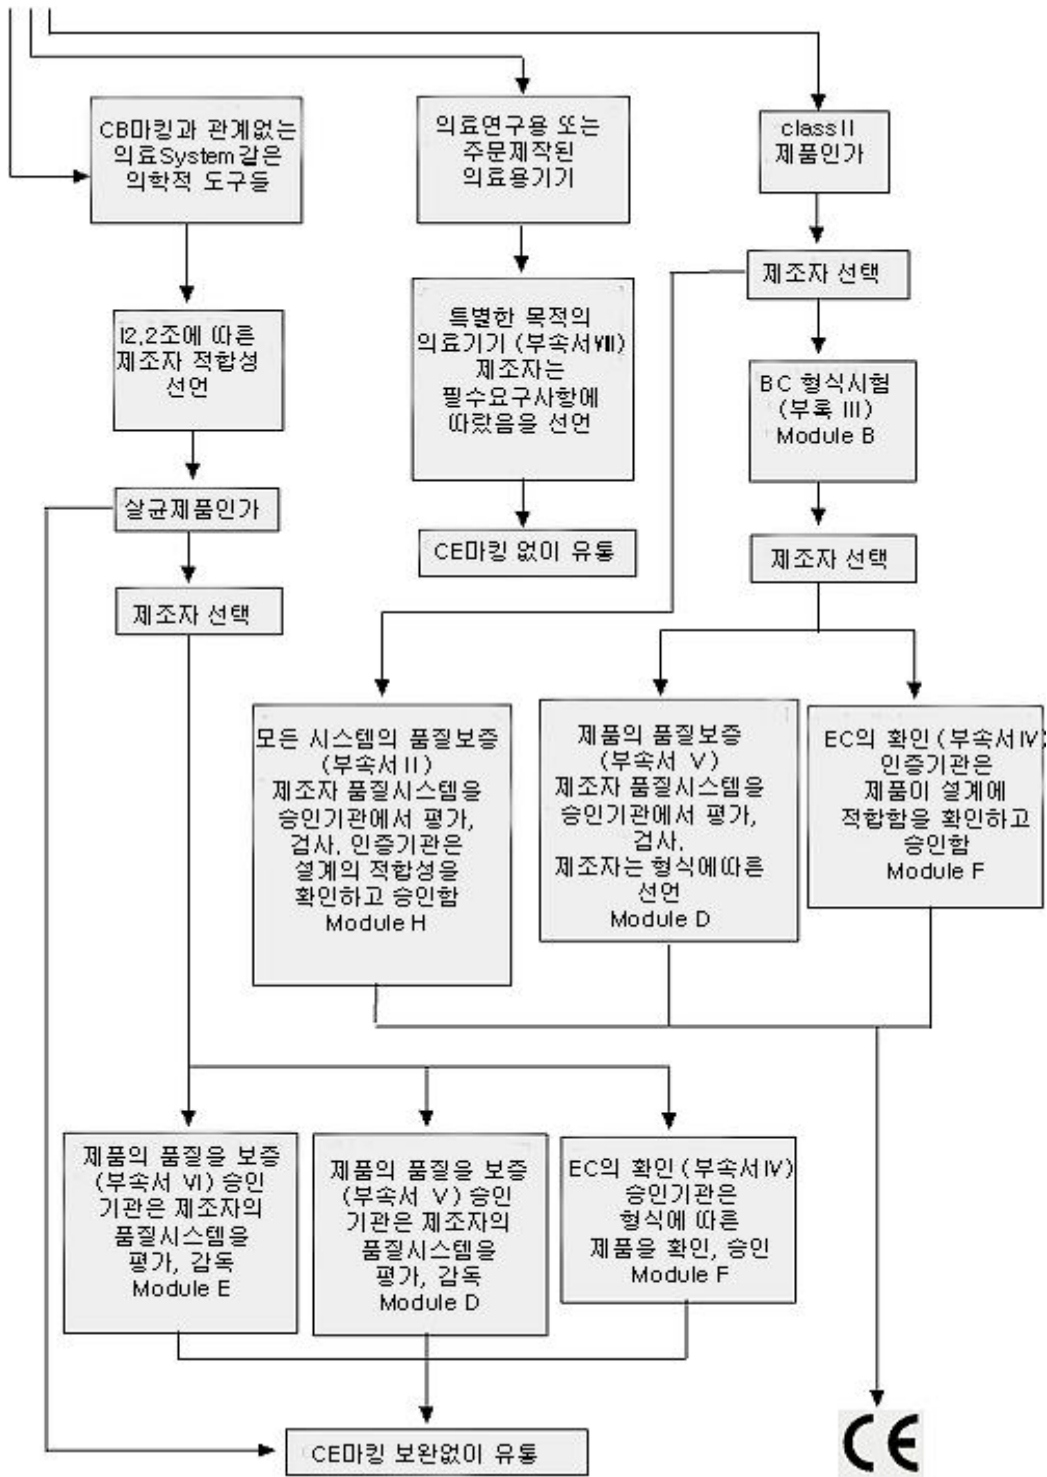 CB마킹과 관계없는
의료System같은
의학적 도구들
의료연구용 또는
주문제작된
의료용기기
classII
제품인가
제조자 선택
12,2조에 따른
제조자 적합성
선언
특별한 목적의
의료기기 (부속서Ⅷ)
제조자는
필수요구사항에
따랐음을 선언
BC 형식시험
(부록 III)
Module B
살균제품인가
CE마킹 없이 유통
제조자 선택
제조자 선택
모든 시스템의 품질보증
(부속서II)
제조자 품질시스템을
승인기관에서 평가,
검사. 인증기관은
설계의 적합성을
확인하고 승인함
Module H
제품의 품질보증
(부속서 V)
제조자 품질시스템을
승인기관에서 평가,
검사.
제조자는 형식에따른
선언
Module D
EC의 확인 (부속서IV)
인증기관은
제품이 설계에
적합함을 확인하고
승인함
Module F
제품의 품질을 보증
(부속서 VI) 승인
기관은 제조자의
품질시스템을
평가, 감독
Module E
제품의 품질을 보증
(부속서 V) 승인
기관은 제조자의
품질시스템을
평가, 감독
Module D
EC의 확인 (부속서IV)
승인기관은
형식에 따른
제품을 확인, 승인
Module F
CE마킹 보완없이 유통
CE